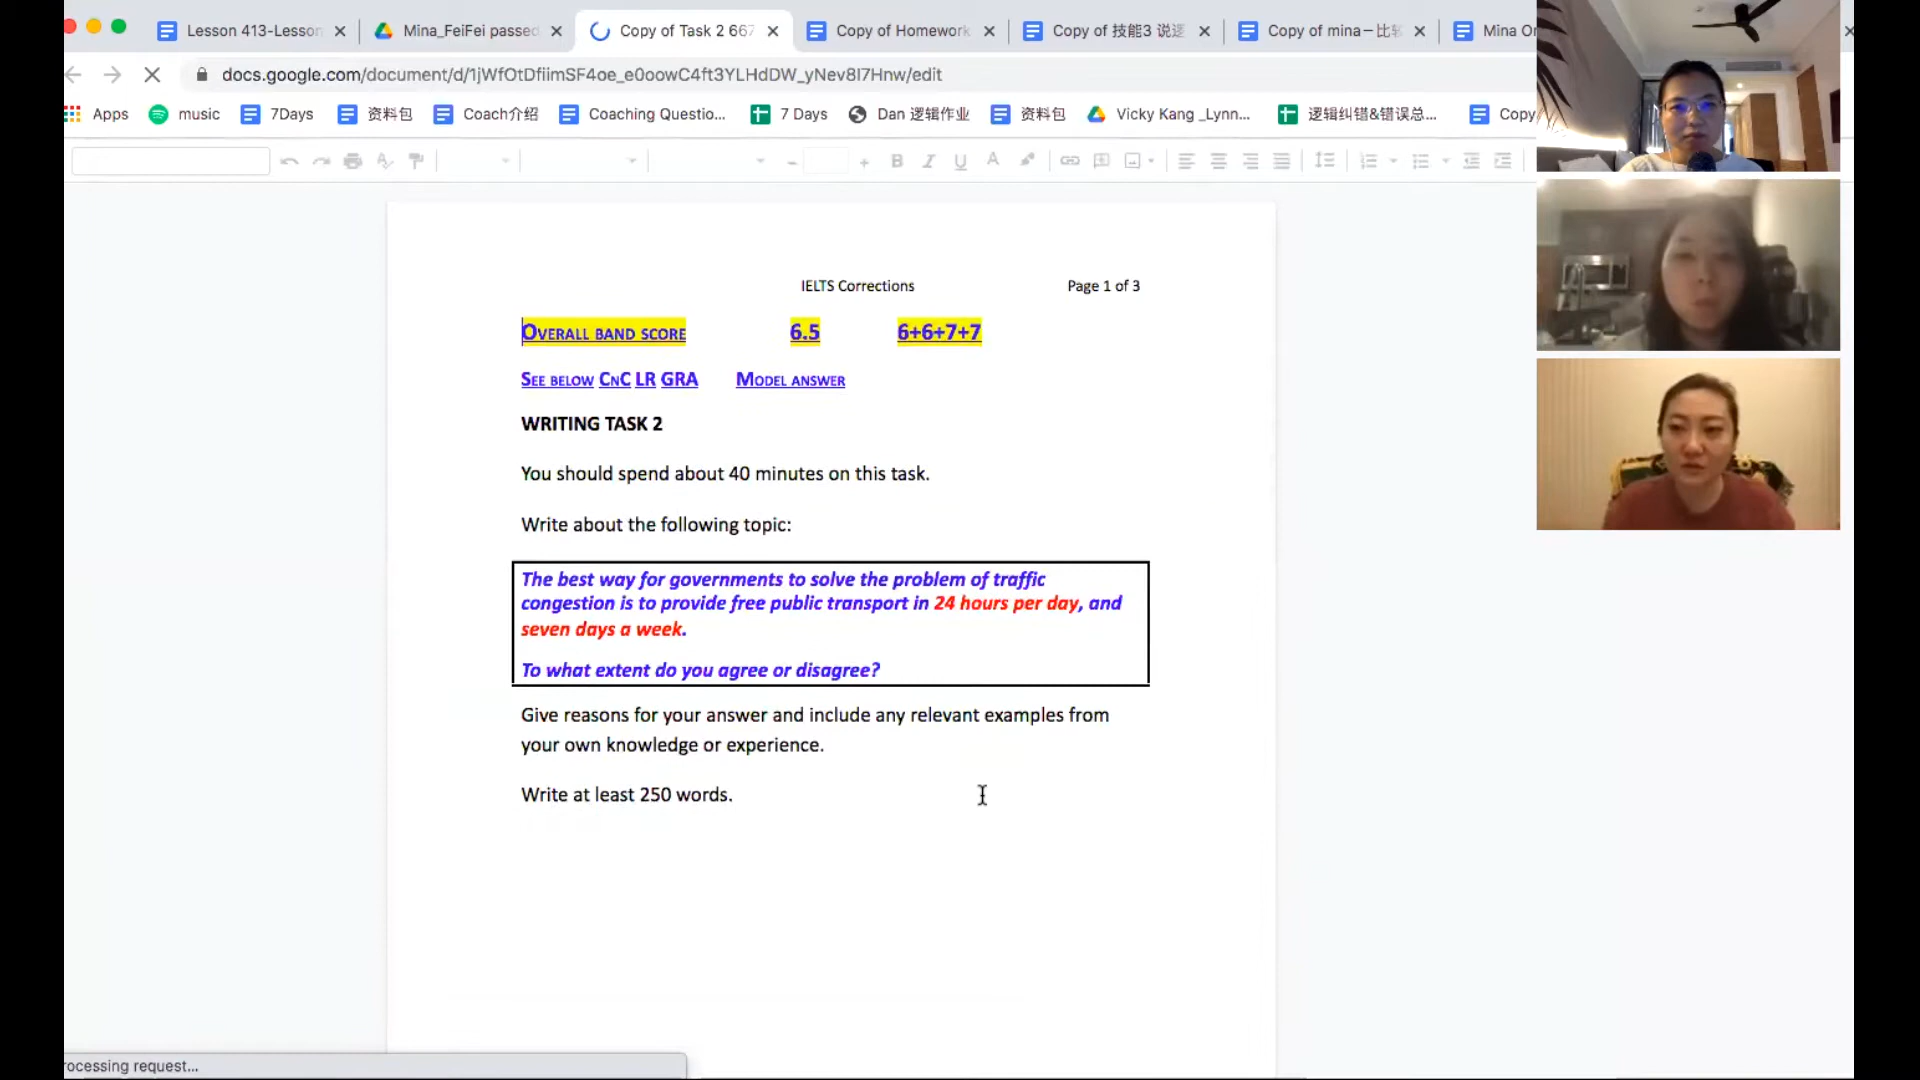 Lesson 413-Lesson
Mina_FeiFei passed
Copy of Task 2 667
Copy of Homework
Copy of 技能3 说逻
Copy of mina－比较
Mina On
docs.google.com/document/d/1jWfOtDfiimSF4oe_e0oowC4ft3YLHdDW_yNev8I7Hnw/edit
Apps
music
7Days
资料包
Coach介绍
Coaching Questio...
7 Days
Dan 逻辑作业
资料包
Vicky Kang _Lynn...
逻辑纠错&错误总...
Copy
IELTS Corrections
Page 1 of 3
OVERALL BAND SCORE 6.5 6+6+7+7
SEE BELOW CNC LR GRA MODEL ANSWER
WRITING TASK 2
You should spend about 40 minutes on this task.
Write about the following topic:
The best way for governments to solve the problem of traffic
congestion is to provide free public transport in 24 hours per day, and
seven days a week.
To what extent do you agree or disagree?
Give reasons for your answer and include any relevant examples from
your own knowledge or experience.
Write at least 250 words.
rocessing request...